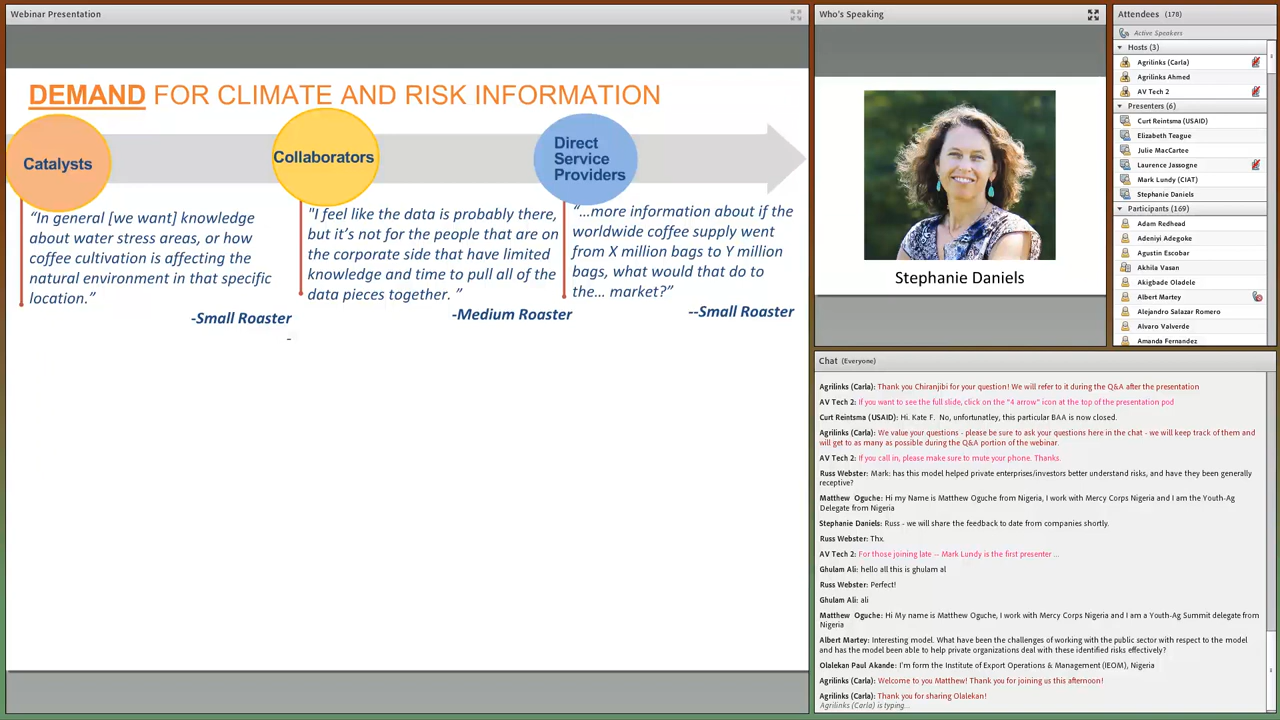 Webinar Presentation
DEMAND FOR CLIMATE AND RISK INFORMATION
Catalysts
Collaborators
Direct
Service
Providers
“In general [we want] knowledge
about water stress areas, or how
coffee cultivation is affecting the
natural environment in that specific
location.”
-Small Roaster
-
"I feel like the data is probably there,
but it’s not for the people that are on
the corporate side that have limited
knowledge and time to pull all of the
data pieces together. ”
-Medium Roaster
“…more information about if the
worldwide coffee supply went
from X million bags to Y million
bags, what would that do to
the… market?”
--Small Roaster
Who's Speaking
Stephanie Daniels
Attendees (178)
Active Speakers
Hosts (3)
Agrilinks (Carla)
Agrilinks Ahmed
AV Tech 2
Presenters (6)
Curt Reintsma (USAID)
Elizabeth Teague
Julie MacCartee
Laurence Jassogne
Mark Lundy (CIAT)
Stephanie Daniels
Participants (169)
Adam Redhead
Adeniyi Adegoke
Agustin Escobar
Akhila Vasan
Akigbade Oladele
Albert Martey
Alejandro Salazar Romero
Alvaro Valverde
Amanda Fernandez
Chat (Everyone)
Agrilinks (Carla): Thank you Chiranjibi for your question! We will refer to it during the Q&A after the presentation
AV Tech 2: If you want to see the full slide, click on the "4 arrow" icon at the top of the presentation pod
Curt Reintsma (USAID): Hi. Kate F. No, unfortunatley, this particular BAA is now closed.
Agrilinks (Carla): We value your questions - please be sure to ask your questions here in the chat - we will keep track of them and
will get to as many as possible during the Q&A portion of the webinar.
AV Tech 2: If you call in, please make sure to mute your phone. Thanks.
Russ Webster: Mark: has this model helped private enterprises/investors better understand risks, and have they been generally
receptive?
Matthew Oguche: Hi my Name is Matthew Oguche from Nigeria, I work with Mercy Corps Nigeria and I am the Youth-Ag
Delegate from Nigeria
Stephanie Daniels: Russ - we will share the feedback to date from companies shortly.
Russ Webster: Thx.
AV Tech 2: For those joining late -- Mark Lundy is the first presenter ...
Ghulam Ali: hello all this is ghulam al
Russ Webster: Perfect!
Ghulam Ali: ali
Matthew Oguche: Hi My name is Matthew Oguche, I work with Mercy Corps Nigeria and I am a Youth-Ag Summit delegate from
Nigeria
Albert Martey: Interesting model. What have been the challenges of working with the public sector with respect to the model
and has the model been able to help private organizations deal with these identified risks effectively?
Olalekan Paul Akande: I'm form the Institute of Export Operations & Management (IEOM), Nigeria
Agrilinks (Carla): Welcome to you Matthew! Thank you for joining us this afternoon!
Agrilinks (Carla): Thank you for sharing Olalekan!
Agrilinks (Carla) is typing...